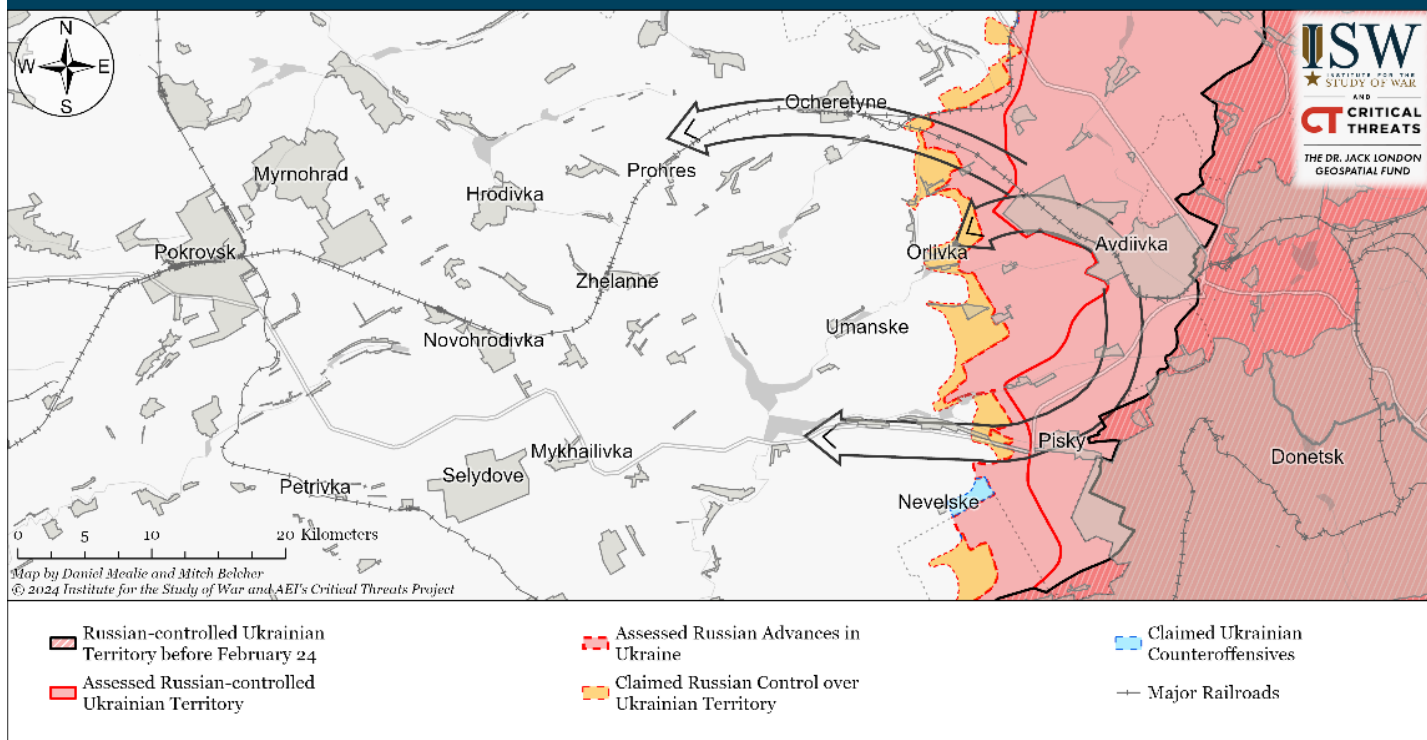 N
W E
S
ISW
INSTITUTE FOR THE
STUDY OF WAR
AND
CT CRITICAL
THREATS
THE DR. JACK LONDON
GEOSPATIAL FUND
Ocheretyne
Myrnohrad
Prohres
Hrodivka
Avdiivka
Pokrovsk
Orlivka
Zhelanne
Umanske
Novohrodivka
Pisky
Mykhailivka
Donetsk
Selydove
Petrivka
Nevelske
0 5 10 20 Kilometers
Map by Daniel Mealie and Mitch Belcher
© 2024 Institute for the Study of War and AEI's Critical Threats Project
Russian-controlled Ukrainian
Territory before February 24
Assessed Russian-controlled
Ukrainian Territory
Assessed Russian Advances in
Ukraine
Claimed Russian Control over
Ukrainian Territory
Claimed Ukrainian
Counteroffensives
Major Railroads